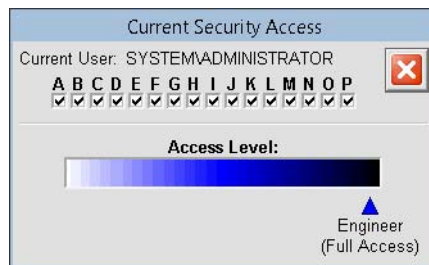 Current Security Access
Current User: SYSTEM\ADMINISTRATOR
A B C D E F G H I J K L M N O P
Access Level:
Engineer
(Full Access)